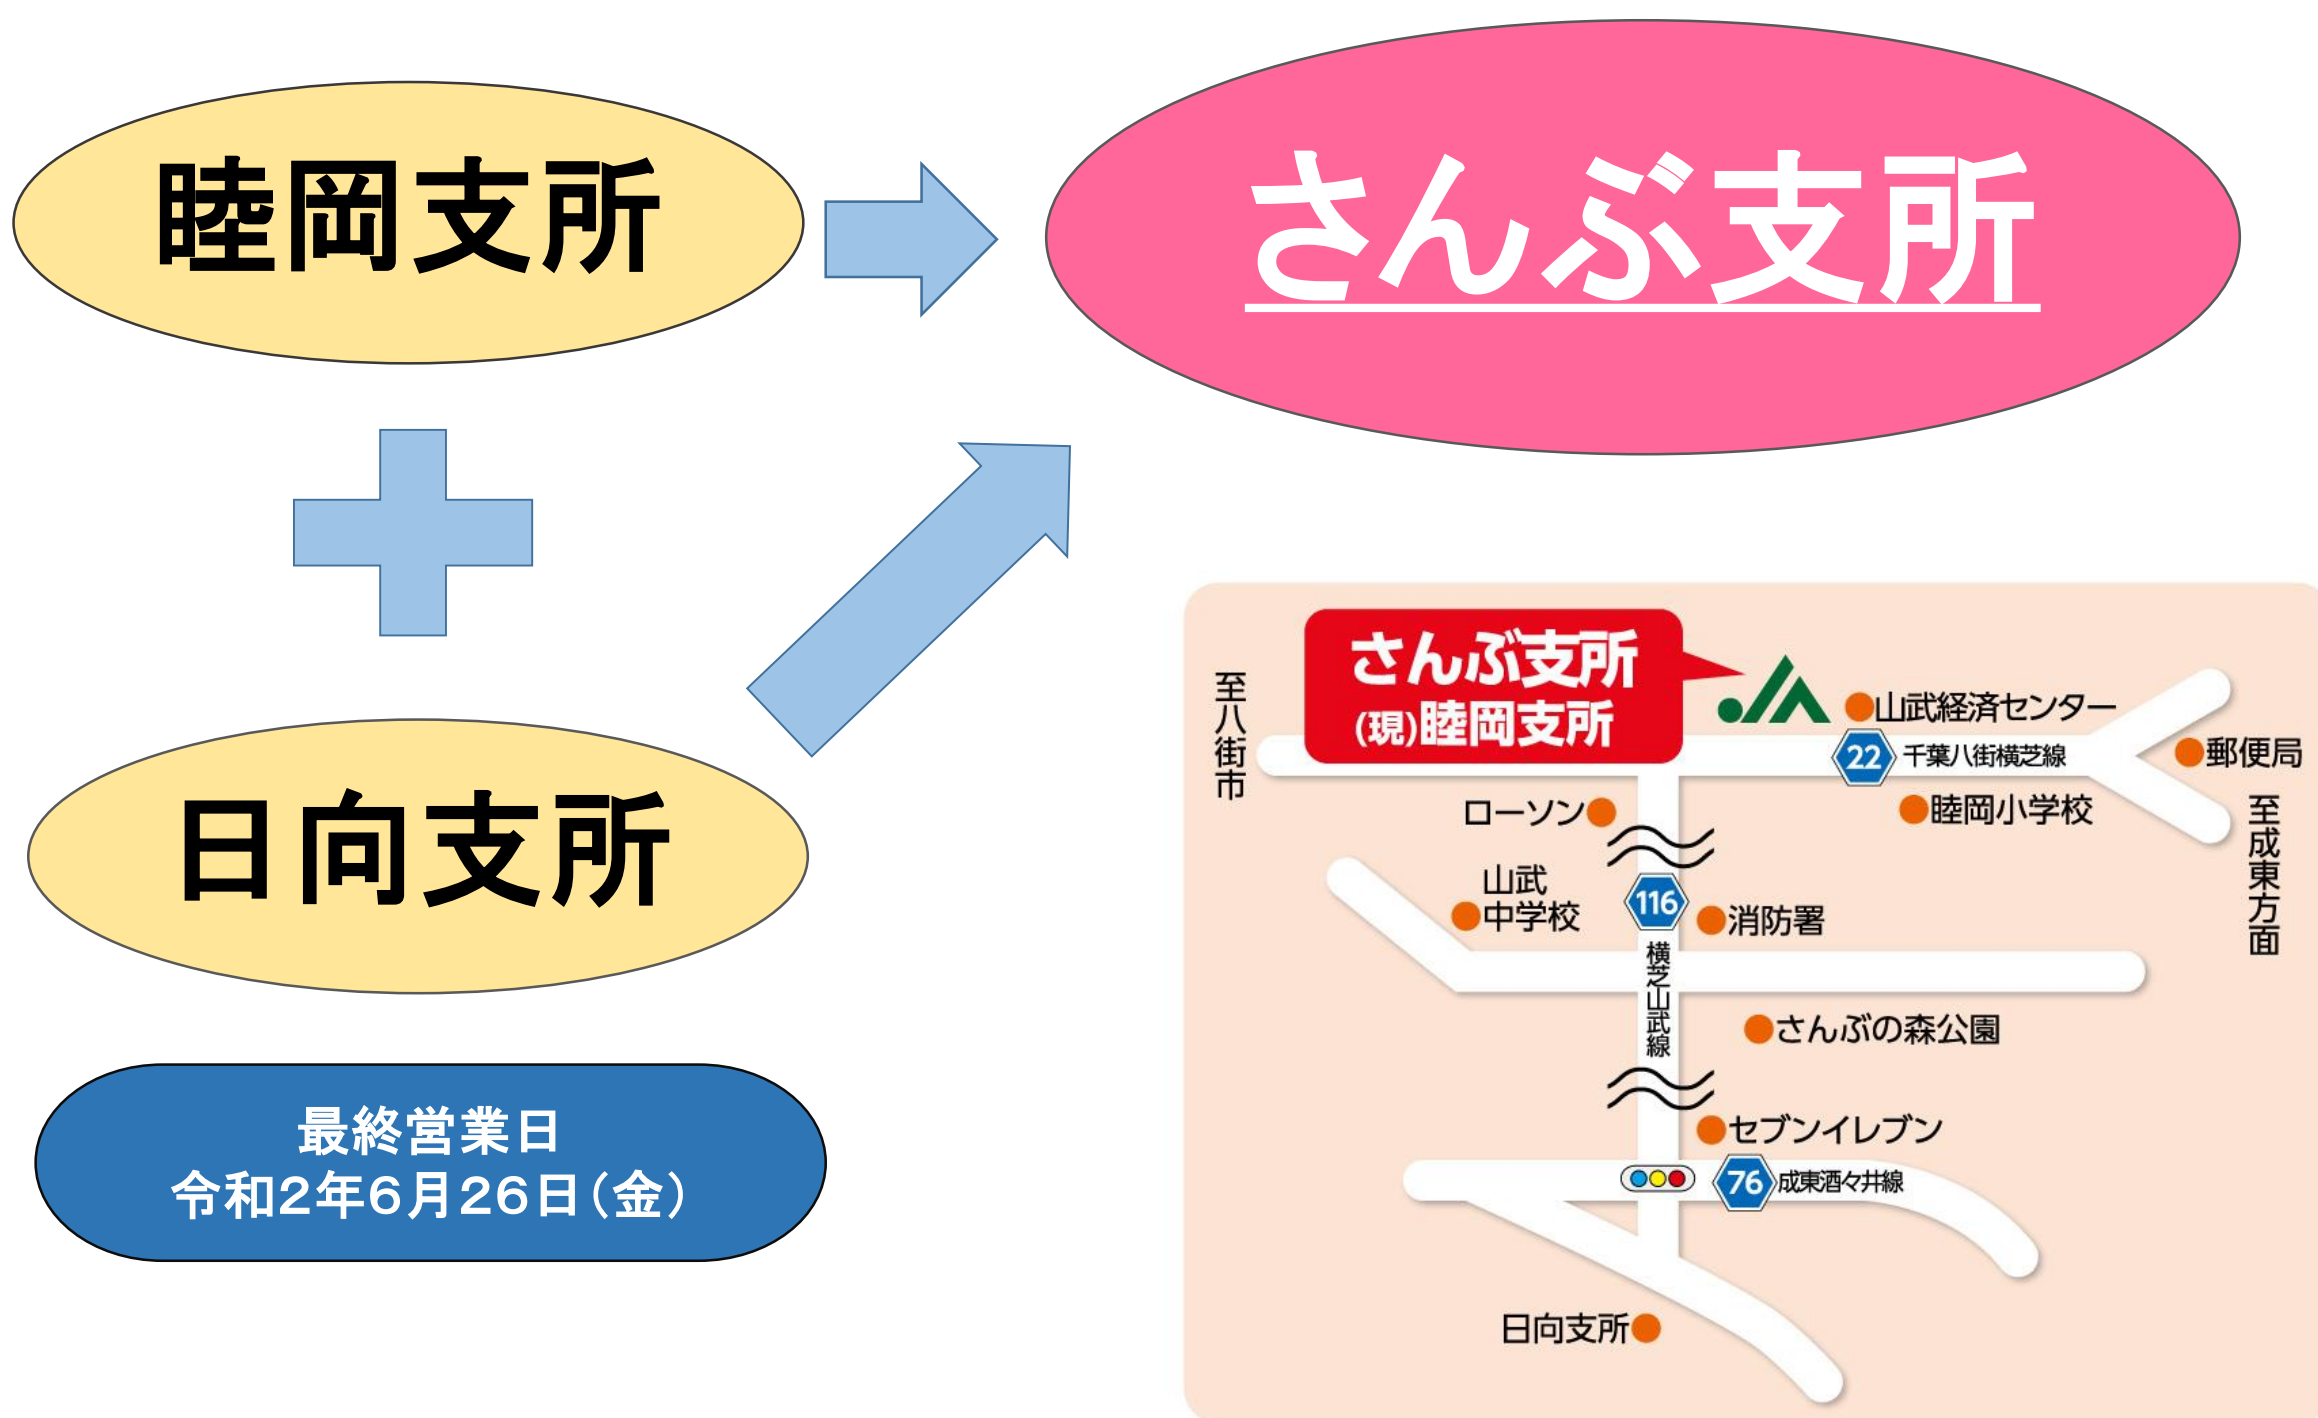 睦岡支所
さんぶ支所
日向支所
最終営業日
令和2年6月26日(金)
さんぶ支所
(現)睦岡支所
至八街市
山武経済センター
22
千葉八街横芝線
郵便局
ローソン
睦岡小学校
至成東方面
山武
中学校
116
消防署
横芝山武線
さんぶの森公園
セブンイレブン
76
成東酒々井線
日向支所